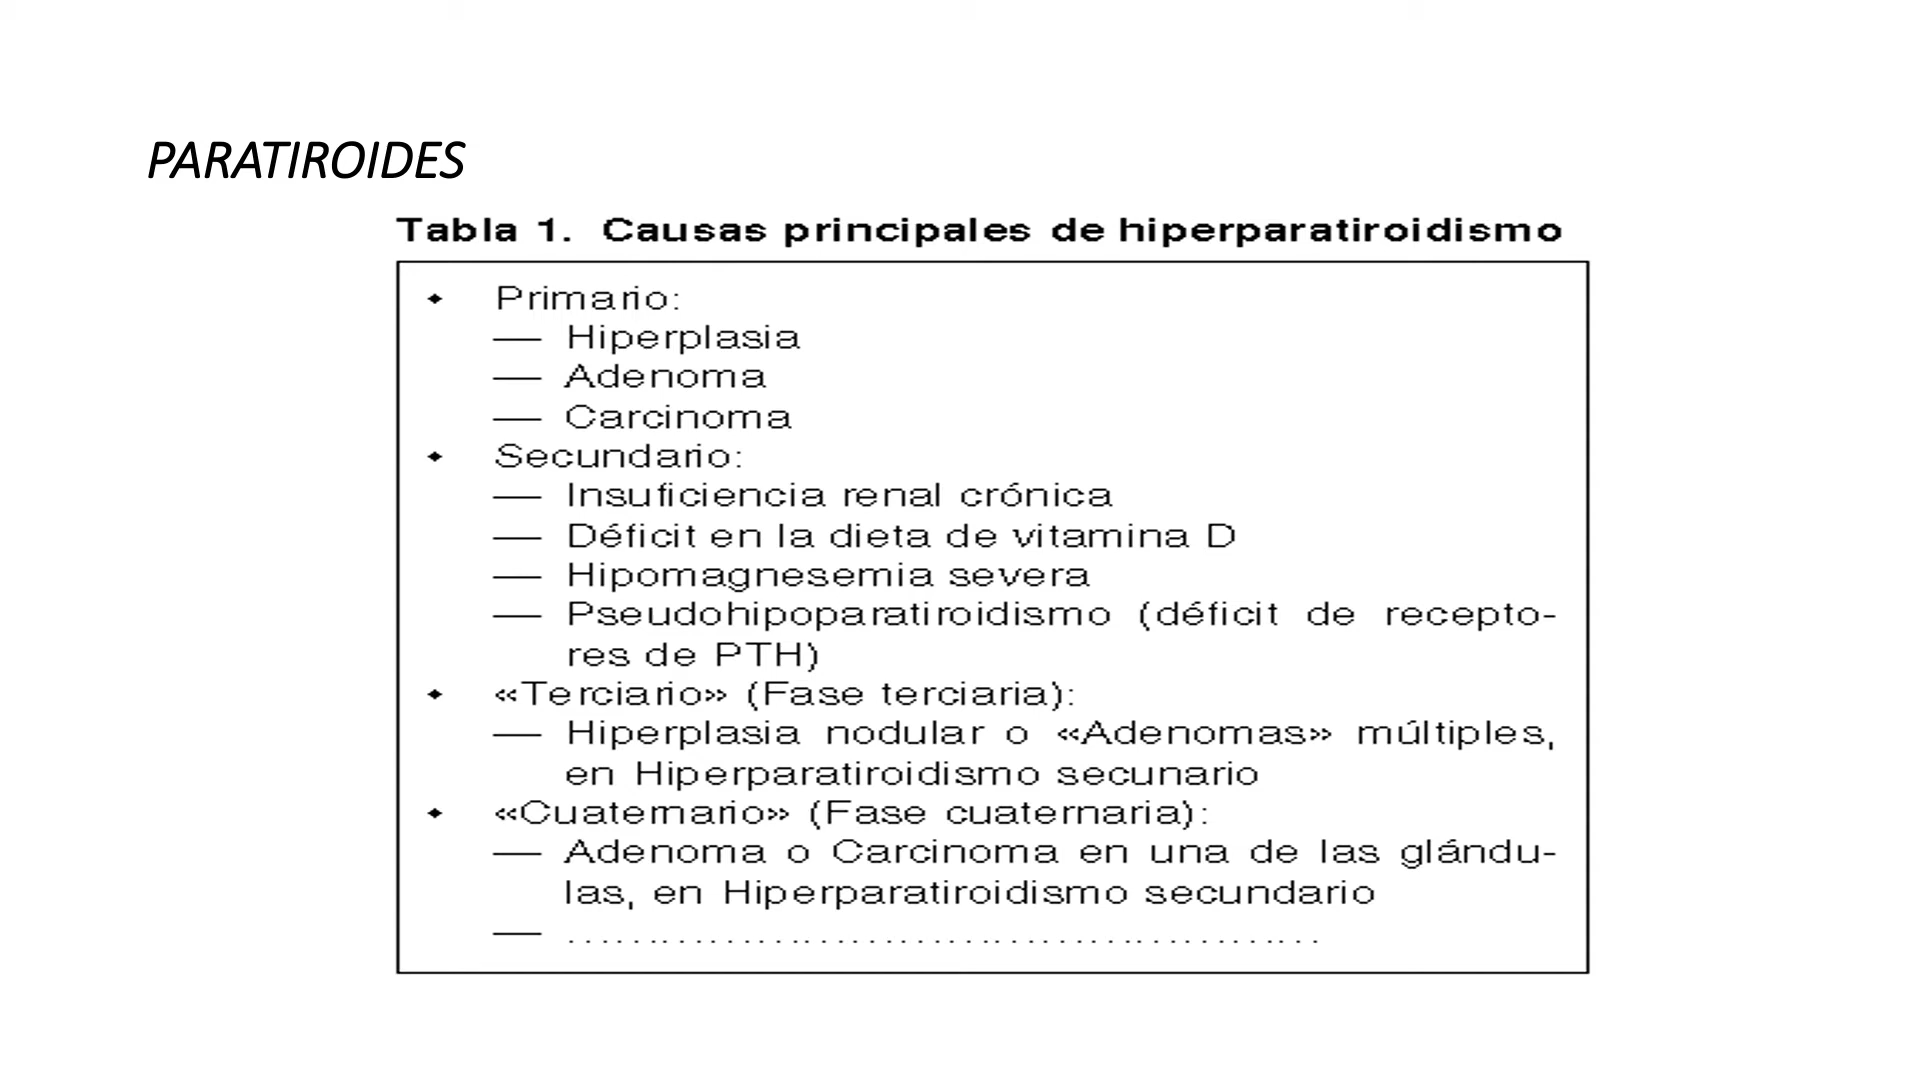 PARATIROIDES
Tabla 1. Causas principales de hiperparatiroidismo
• Primario:
— Hiperplasia
— Adenoma
— Carcinoma
• Secundario:
— Insuficiencia renal crónica
— Déficit en la dieta de vitamina D
— Hipomagnesemia severa
— Pseudohipoparatiroidismo (déficit de recepto-
res de PTH)
• «Terciario» (Fase terciaria):
— Hiperplasia nodular o «Adenomas» múltiples,
en Hiperparatiroidismo secunario
• «Cuaternario» (Fase cuaternaria):
— Adenoma o Carcinoma en una de las glándu-
las, en Hiperparatiroidismo secundario
— ................................................